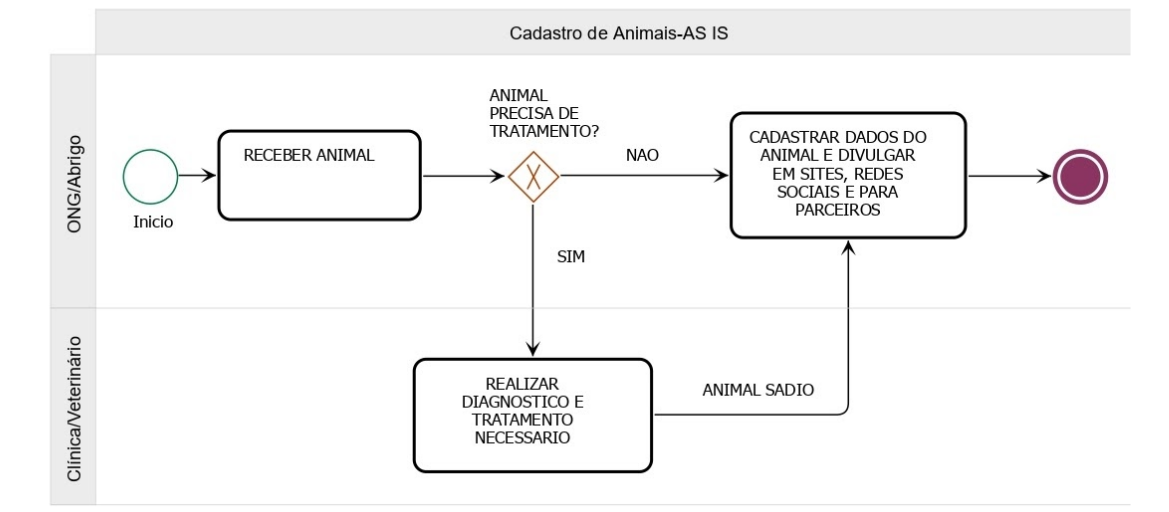 Cadastro de Animais-AS IS
ONG/Abrigo
Inicio
RECEBER ANIMAL
ANIMAL
PRECISA DE
TRATAMENTO?
NAO
SIM
CADASTRAR DADOS DO
ANIMAL E DIVULGAR
EM SITES, REDES
SOCIAIS E PARA
PARCEIROS
Clínica/Veterinário
REALIZAR
DIAGNOSTICO E
TRATAMENTO
NECESSARIO
ANIMAL SADIO